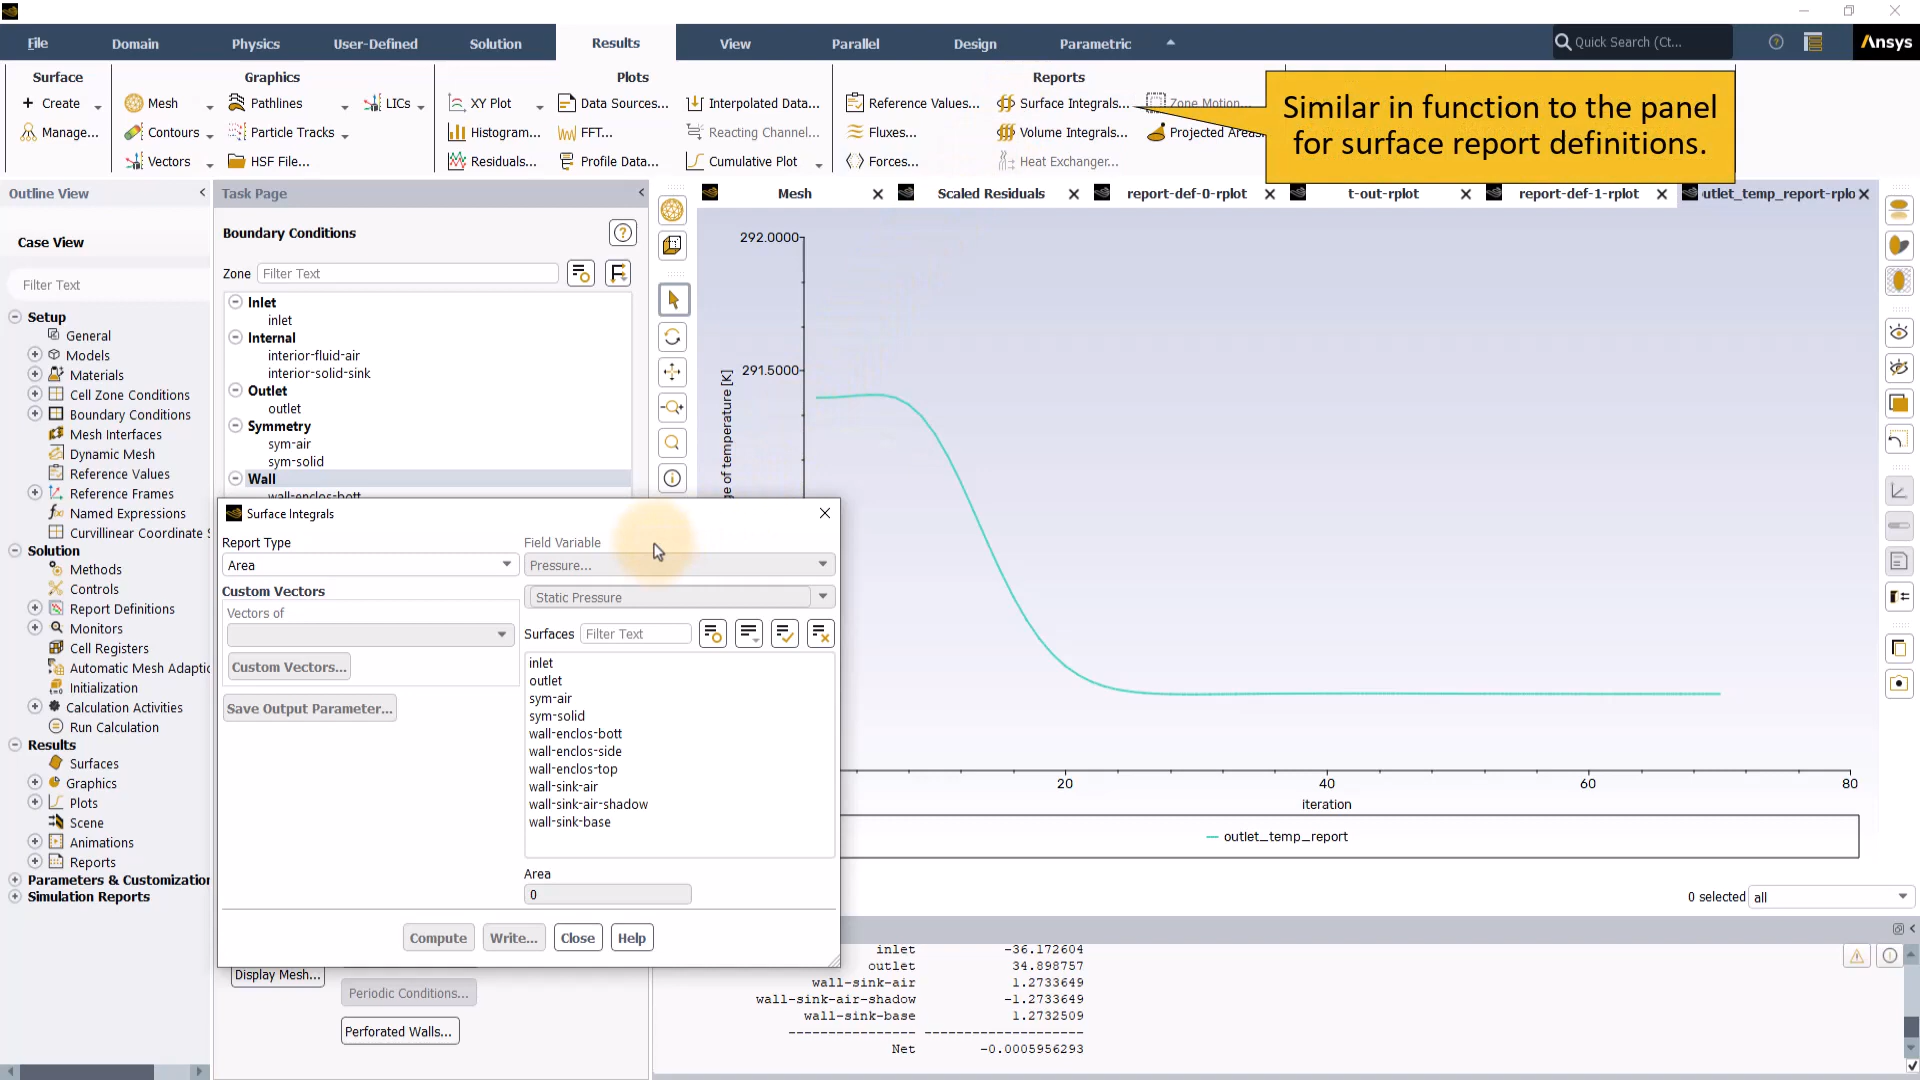 File
Domain
Physics
User-Defined
Solution
Results
View
Parallel
Design
Parametric
Quick Search (Ct...
Ansys
Surface
Graphics
Plots
Reports
Create
Mesh
Pathlines
LICs
XY Plot
Data Sources...
Interpolated Data...
Reference Values...
Surface Integrals...
Zone Motion...
Manage...
Contours
Particle Tracks
Histogram...
FFT...
Reacting Channel...
Fluxes...
Volume Integrals...
Projected Areas
Vectors
HSF File...
Residuals...
Profile Data...
Cumulative Plot
Forces...
Heat Exchanger...
Similar in function to the panel
for surface report definitions.
Outline View
Task Page
Mesh
Scaled Residuals
report-def-0-rplot
t-out-rplot
report-def-1-rplot
utlet_temp_report-rplo
Case View
Filter Text
Setup
General
Models
Materials
Cell Zone Conditions
Boundary Conditions
Mesh Interfaces
Dynamic Mesh
Reference Values
Reference Frames
Named Expressions
Curvillinear Coordinate S
Solution
Methods
Controls
Report Definitions
Monitors
Cell Registers
Automatic Mesh Adaptic
Initialization
Calculation Activities
Run Calculation
Results
Surfaces
Graphics
Plots
Scene
Animations
Reports
Parameters & Customization
Simulation Reports
Boundary Conditions
Zone
Filter Text
Inlet
inlet
Internal
interior-fluid-air
interior-solid-sink
Outlet
outlet
Symmetry
sym-air
sym-solid
Wall
wall-enclos-bott
Surface Integrals
Report Type
Area
Custom Vectors
Vectors of
Custom Vectors...
Save Output Parameter...
Field Variable
Pressure...
Static Pressure
Surfaces
Filter Text
inlet
outlet
sym-air
sym-solid
wall-enclos-bott
wall-enclos-side
wall-enclos-top
wall-sink-air
wall-sink-air-shadow
wall-sink-base
Area
0
Compute
Write...
Close
Help
Display Mesh...
Periodic Conditions...
Perforated Walls...
292.0000
291.5000
ge of temperature [K]
20
40
60
80
iteration
outlet_temp_report
0 selected
all
inlet -36.172604
outlet 34.898757
wall-sink-air 1.2733649
wall-sink-air-shadow -1.2733649
wall-sink-base 1.2732509
---------------- --------------------
Net -0.0005956293